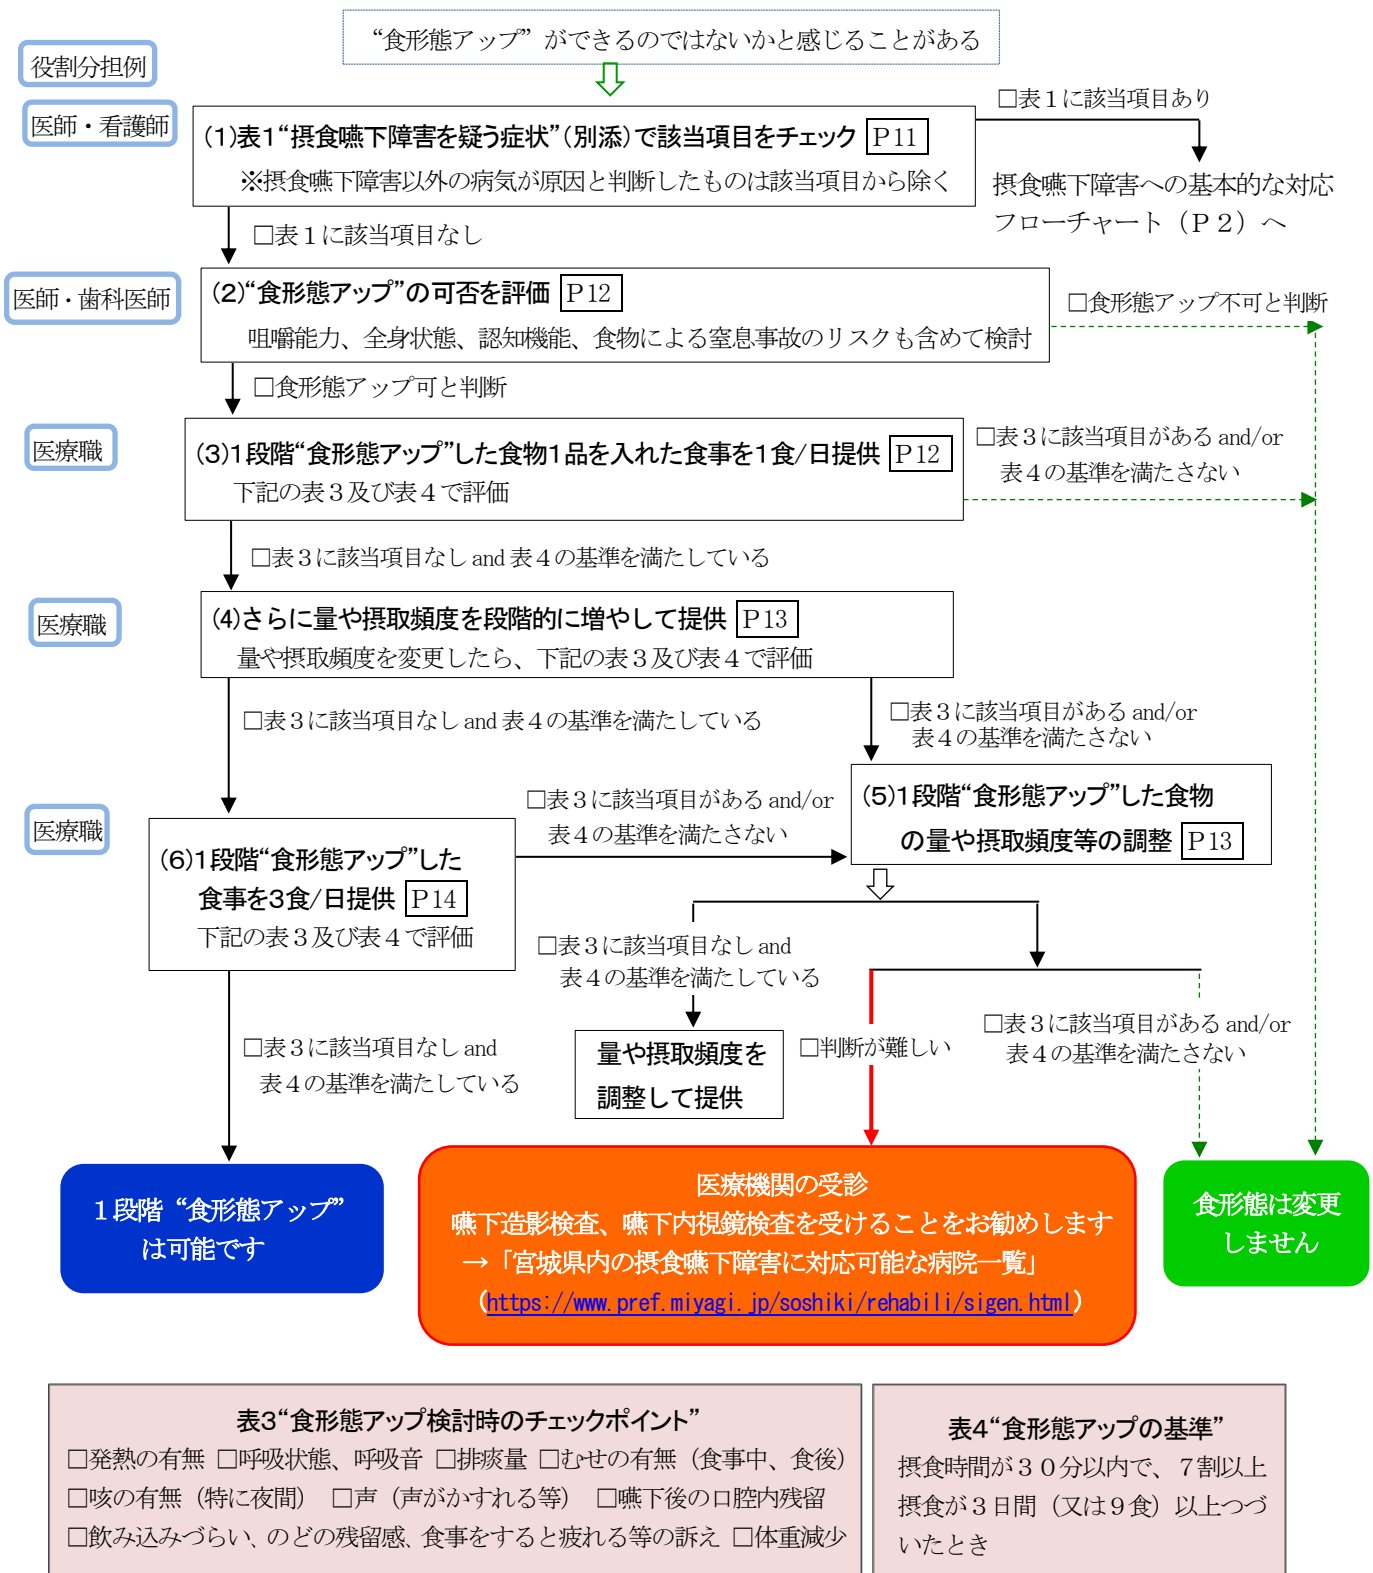 “食形態アップ”ができるのではないかと感じることがある
役割分担例
医師・看護師
□表１に該当項目あり
(1)表1“摂食嚥下障害を疑う症状”(別添)で該当項目をチェック P11
※摂食嚥下障害以外の病気が原因と判断したものは該当項目から除く
摂食嚥下障害への基本的な対応
フローチャート（Ｐ２）へ
□表１に該当項目なし
医師・歯科医師
(2)“食形態アップ”の可否を評価 P12
咀嚼能力、全身状態、認知機能、食物による窒息事故のリスクも含めて検討
□食形態アップ不可と判断
□食形態アップ可と判断
医療職
(3)1段階“食形態アップ”した食物1品を入れた食事を1食/日提供 P12
下記の表３及び表４で評価
□表３に該当項目がある and/or
表４の基準を満たさない
□表３に該当項目なし and 表４の基準を満たしている
医療職
(4)さらに量や摂取頻度を段階的に増やして提供 P13
量や摂取頻度を変更したら、下記の表３及び表４で評価
□表３に該当項目なし and 表４の基準を満たしている
□表３に該当項目がある and/or
表４の基準を満たさない
医療職
(5)1段階“食形態アップ”した食物
の量や摂取頻度等の調整 P13
□表３に該当項目がある and/or
表４の基準を満たさない
(6)1段階“食形態アップ”した
食事を3食/日提供 P14
下記の表３及び表４で評価
□表３に該当項目なし and
表４の基準を満たしている
□表３に該当項目なし and
表４の基準を満たしている
量や摂取頻度を
調整して提供
□判断が難しい
□表３に該当項目がある and/or
表４の基準を満たさない
１段階“食形態アップ”
は可能です
医療機関の受診
嚥下造影検査、嚥下内視鏡検査を受けることをお勧めします
→「宮城県内の摂食嚥下障害に対応可能な病院一覧」
（https://www.pref.miyagi.jp/soshiki/rehabili/sigen.html）
食形態は変更
しません
表3“食形態アップ検討時のチェックポイント”
□発熱の有無 □呼吸状態、呼吸音 □排痰量 □むせの有無（食事中、食後）
□咳の有無（特に夜間） □声（声がかすれる等） □嚥下後の口腔内残留
□飲み込みづらい、のどの残留感、食事をすると疲れる等の訴え □体重減少
表4“食形態アップの基準”
摂食時間が３０分以内で、７割以上
摂食が３日間（又は９食）以上つづ
いたとき